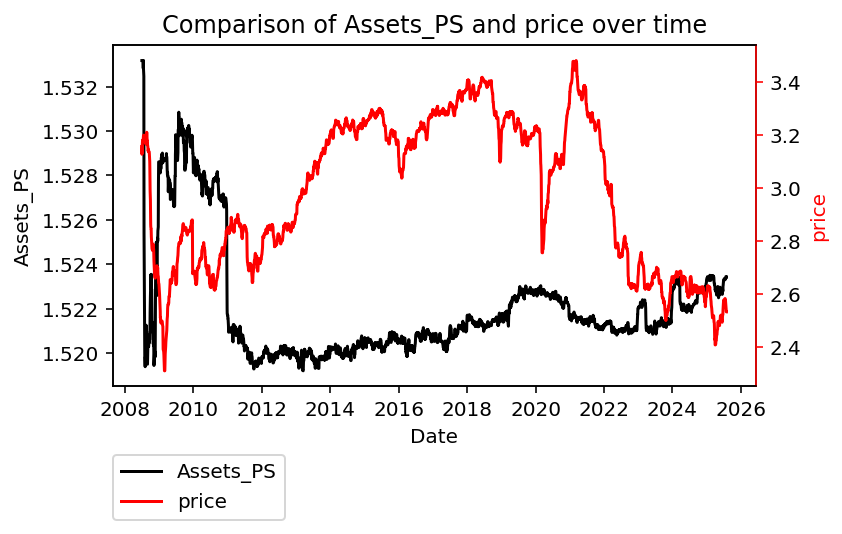 Comparison of Assets_PS and price over time
1.532
1.530
1.528
1.526
1.524
1.522
1.520
Assets_PS
3.4
3.2
3.0
2.8
2.6
2.4
price
2008 2010 2012 2014 2016 2018 2020 2022 2024 2026
Date
Assets_PS
price